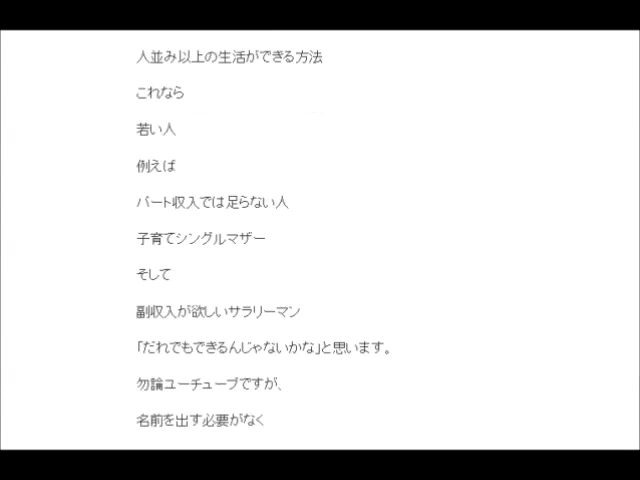 人並み以上の生活ができる方法
これなら
若い人
例えば
パート収入では足らない人
子育てシングルマザー
そして
副収入が欲しいサラリーマン
「だれでもできるんじゃないかな」と思います。
勿論ユーチューブですが、
名前を出す必要がなく